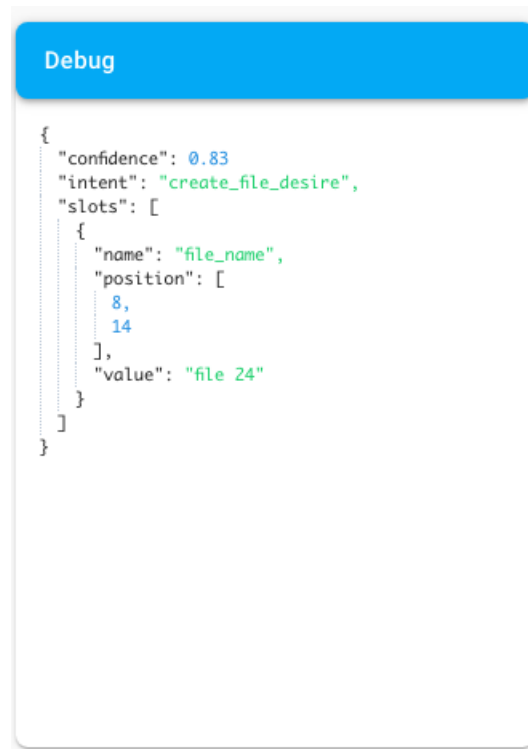 Debug
{
"confidence": 0.83
"intent": "create_file_desire",
"slots": [
{
"name": "file_name",
"position": [
8,
14
],
"value": "file 24"
}
]
}